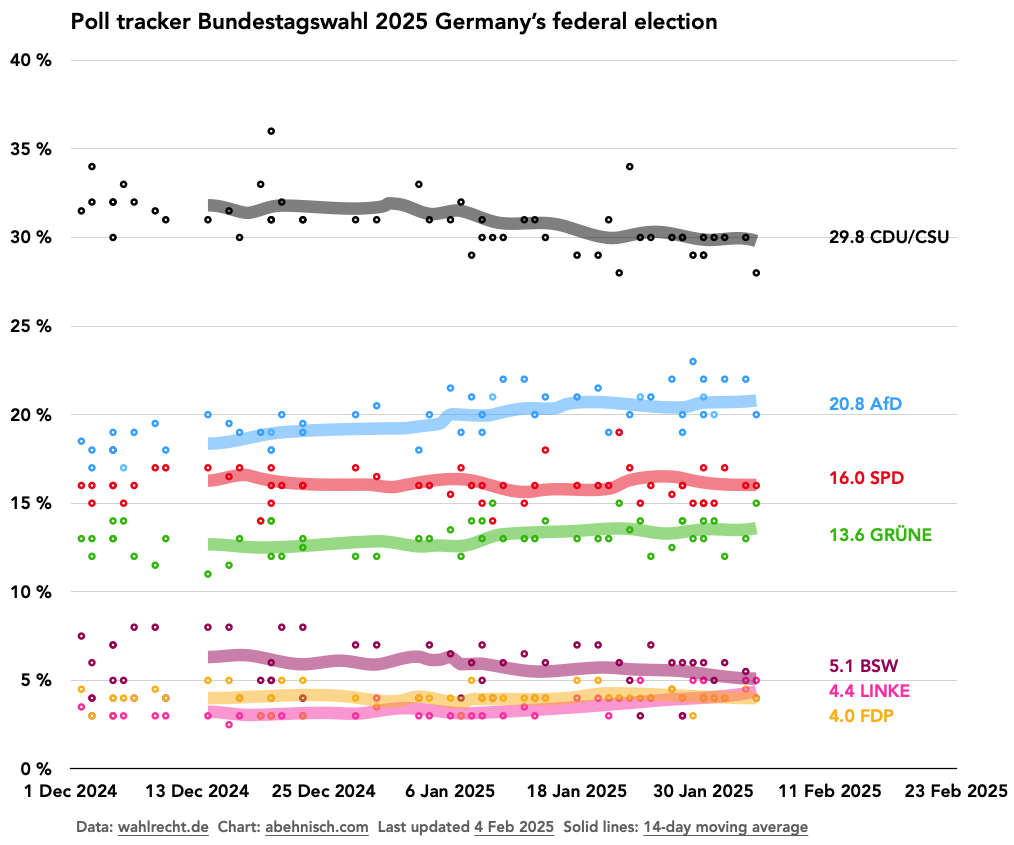 Poll tracker Bundestagswahl 2025 Germany’s federal election
40 %
35 %
30 %
29.8 CDU/CSU
25 %
20 %
20.8 AfD
16.0 SPD
15 %
13.6 GRÜNE
10 %
5.1 BSW
5 %
4.4 LINKE
4.0 FDP
0 %
1 Dec 2024 13 Dec 2024 25 Dec 2024 6 Jan 2025 18 Jan 2025 30 Jan 2025 11 Feb 2025 23 Feb 2025
Data: wahlrecht.de Chart: abehnisch.com Last updated 4 Feb 2025 Solid lines: 14-day moving average